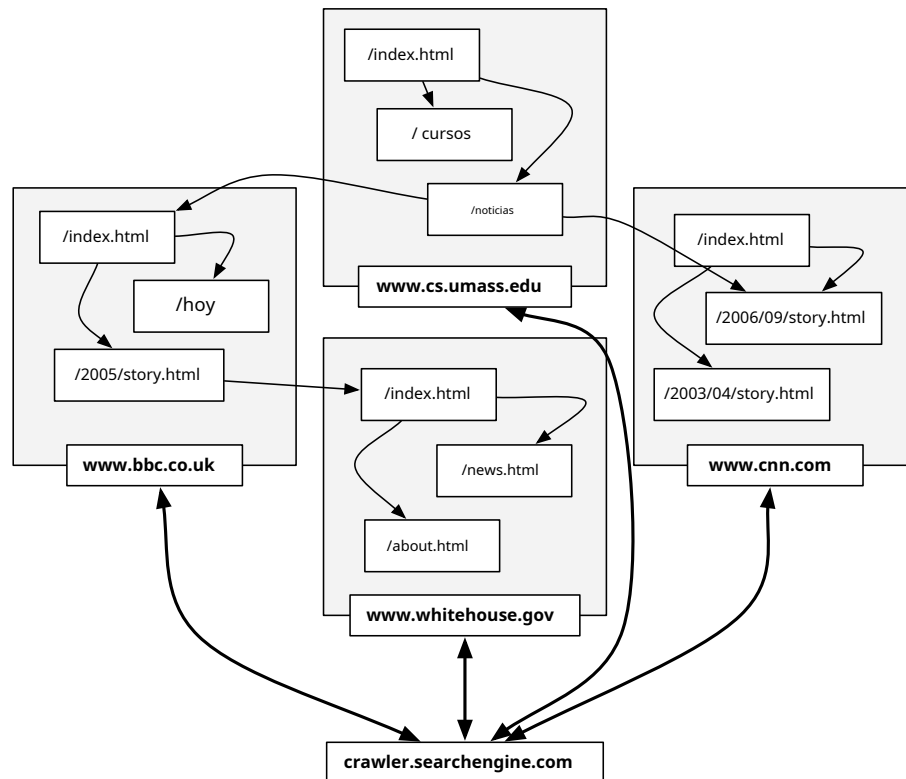 /index.html
/ cursos
/noticias
www.cs.umass.edu
/index.html
/hoy
/2005/story.html
www.bbc.co.uk
/index.html
/2006/09/story.html
/2003/04/story.html
www.cnn.com
/index.html
/news.html
/about.html
www.whitehouse.gov
crawler.searchengine.com